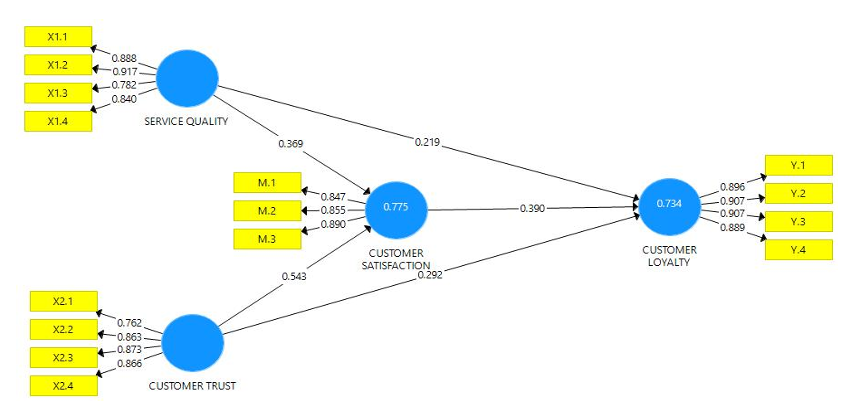 X1.1
X1.2
X1.3
X1.4
0.888
0.917
0.782
0.840
SERVICE QUALITY
0.369
0.219
M.1
M.2
M.3
0.847
0.855
0.890
0.775
CUSTOMER
SATISFACTION
0.390
0.543
0.292
0.734
CUSTOMER
LOYALTY
0.896
0.907
0.907
0.889
Y.1
Y.2
Y.3
Y.4
X2.1
X2.2
X2.3
X2.4
0.762
0.863
0.873
0.866
CUSTOMER TRUST